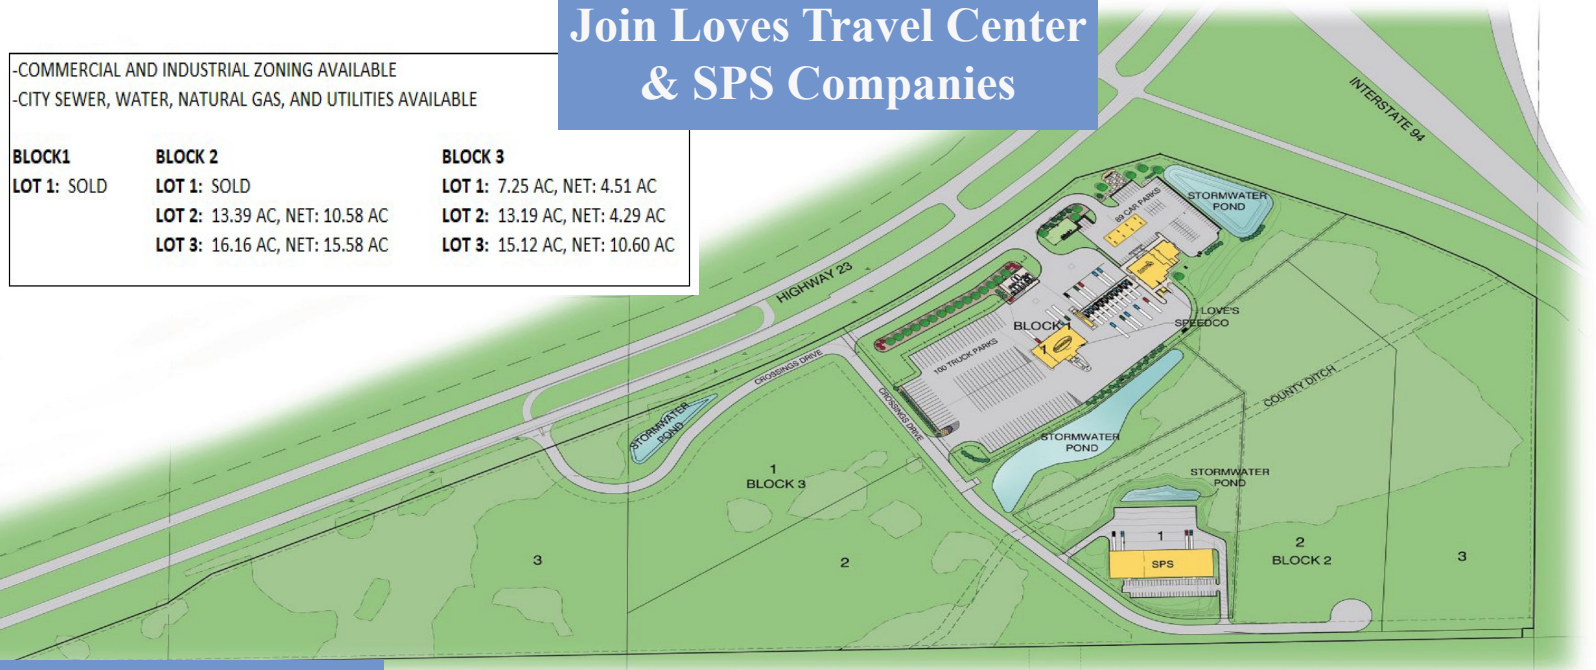 Join Loves Travel Center
& SPS Companies
-COMMERCIAL AND INDUSTRIAL ZONING AVAILABLE
-CITY SEWER, WATER, NATURAL GAS, AND UTILITIES AVAILABLE
BLOCK1 BLOCK 2 BLOCK 3
LOT 1: SOLD LOT 1: SOLD LOT 1: 7.25 AC, NET: 4.51 AC
LOT 2: 13.39 AC, NET: 10.58 AC LOT 2: 13.19 AC, NET: 4.29 AC
LOT 3: 16.16 AC, NET: 15.58 AC LOT 3: 15.12 AC, NET: 10.60 AC
INTERSTATE 94
STORMWATER
POND
89 CAR PARKS
HIGHWAY 23
BLOCK 1
1
LOVE'S
SPEEDCO
100 TRUCK PARKS
CROSSINGS DRIVE
CROSSINGS DRIVE
COUNTY DITCH
STORMWATER
POND
STORMWATER
POND
1
BLOCK 3
STORMWATER
POND
1
SPS
2
BLOCK 2
3
3
2